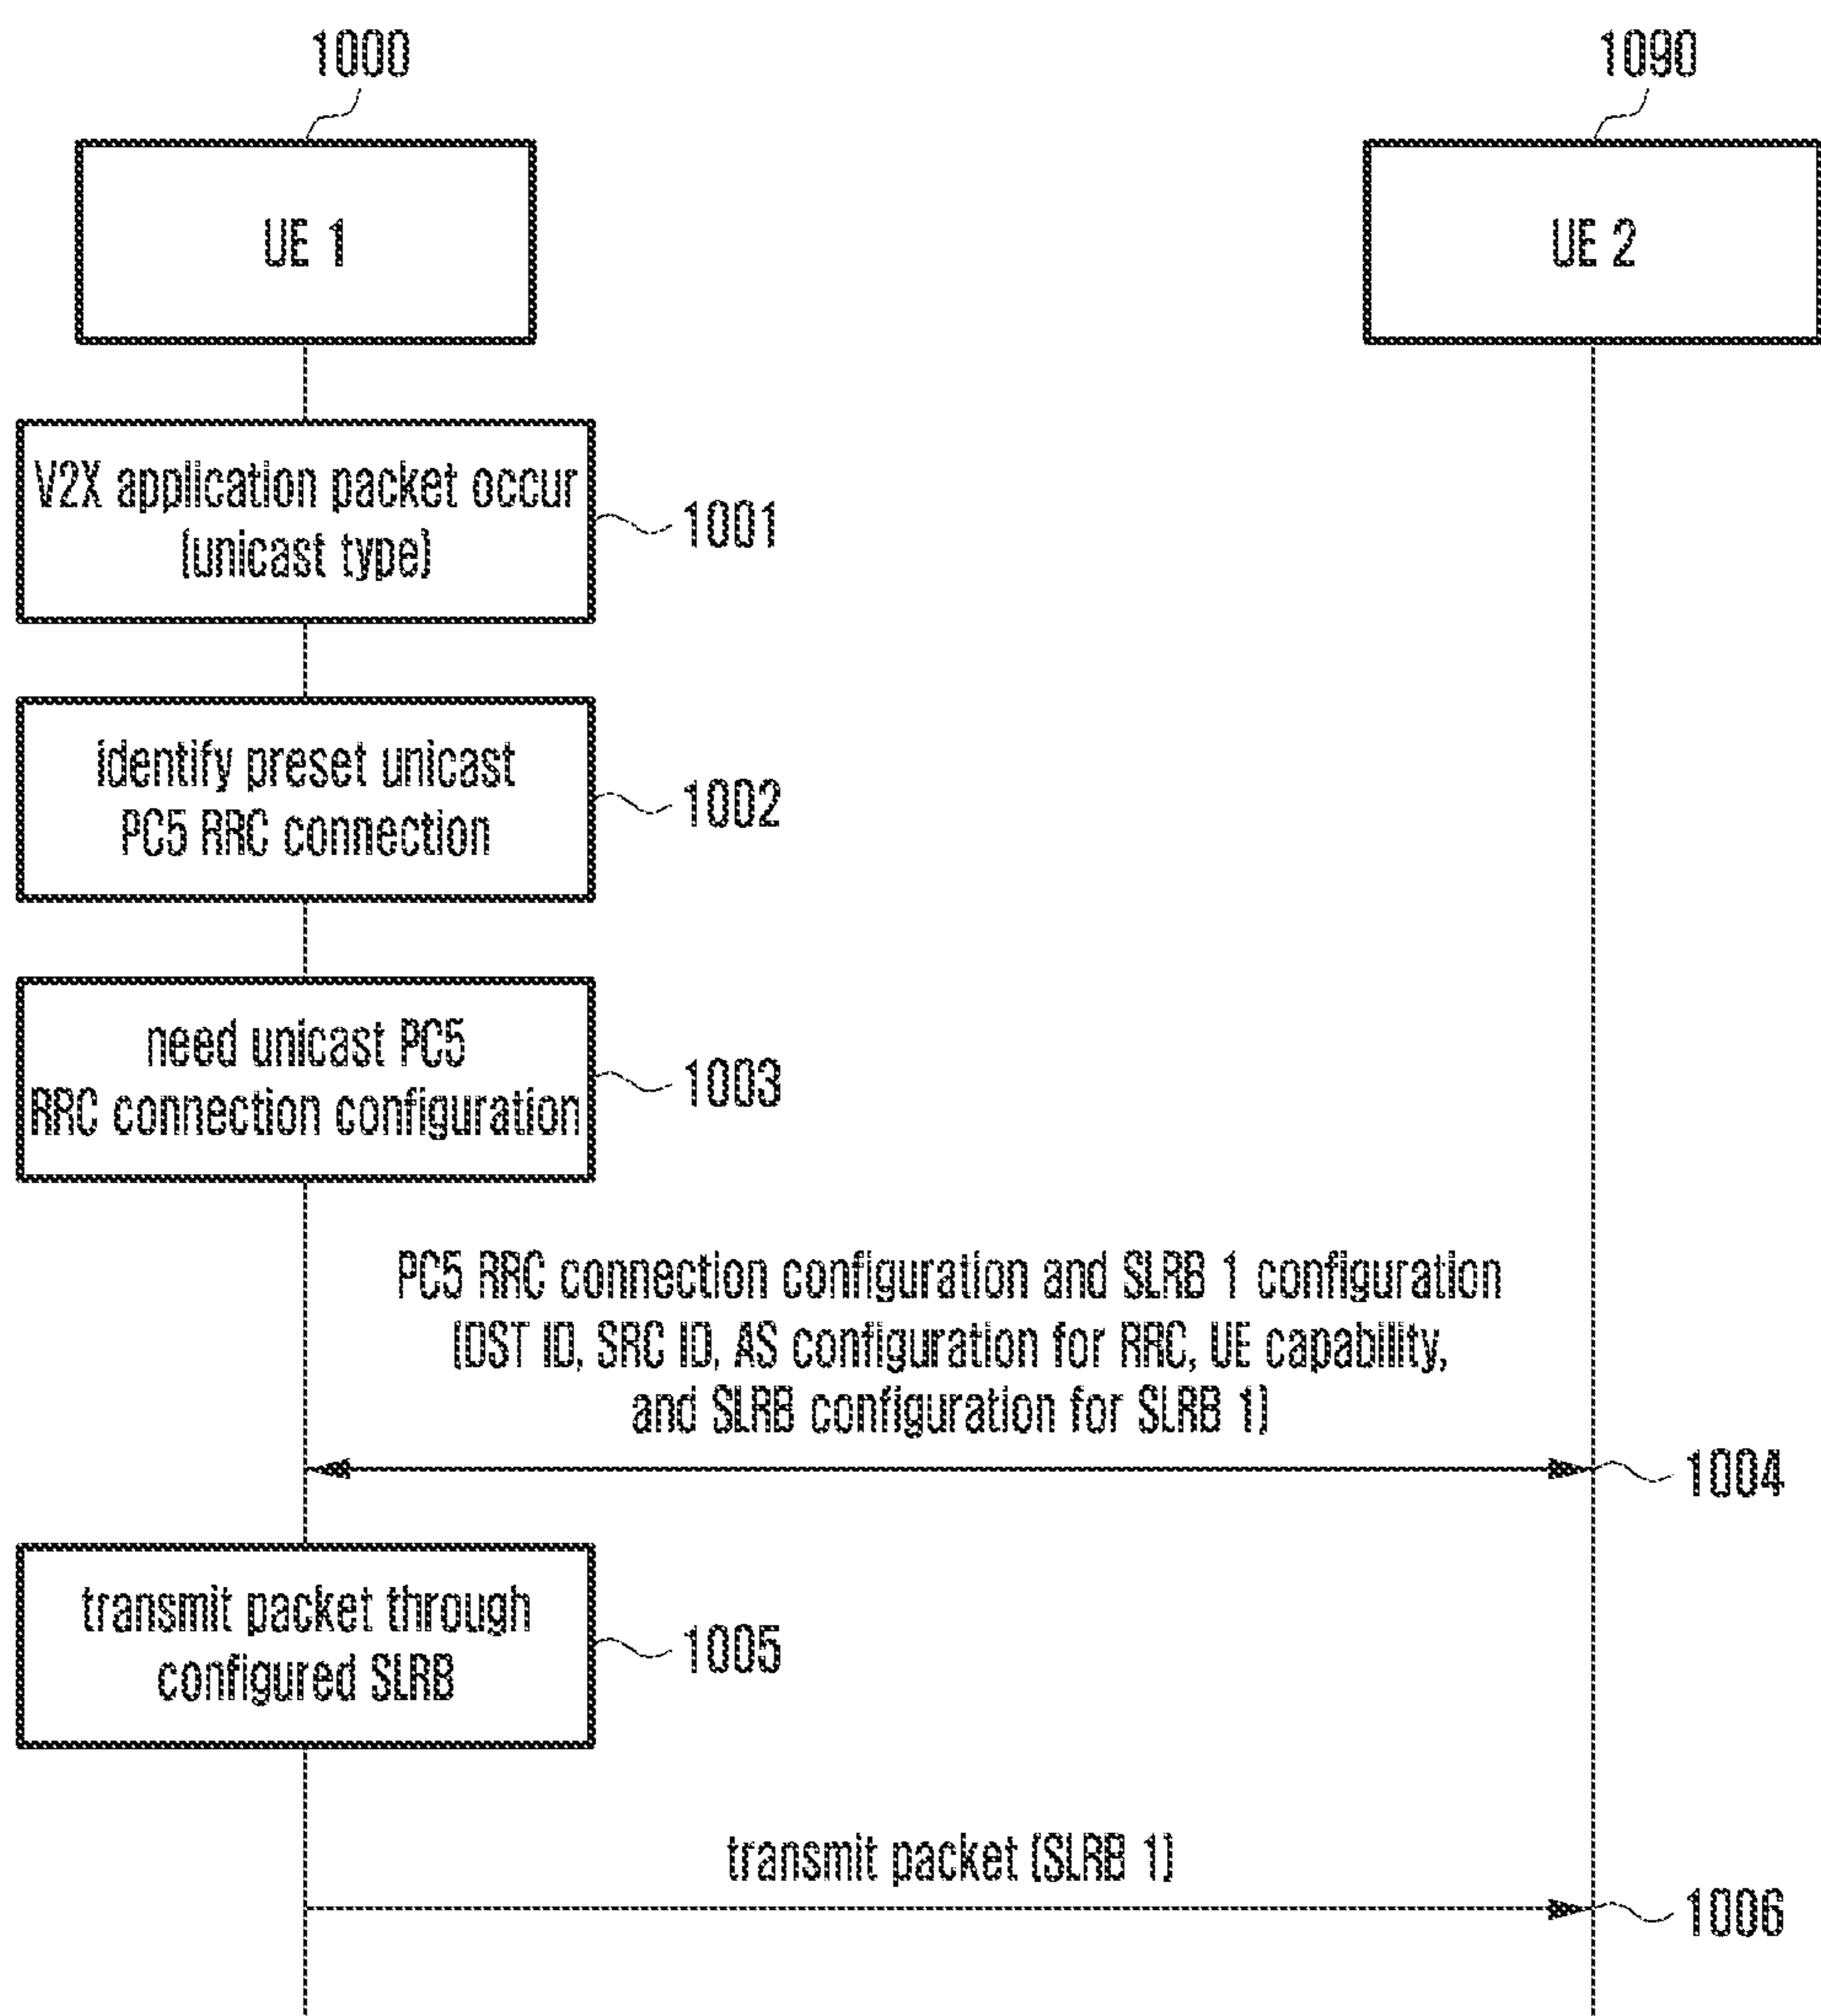 1000
1090
UE 1
UE 2
V2X application packet occur
(unicast type)
1001
identify preset unicast
PC5 RRC connection
1002
need unicast PC5
RRC connection configuration
1003
PC5 RRC connection configuration and SLRB 1 configuration
(DST ID, SRC ID, AS configuration for RRC, UE capability,
and SLRB configuration for SLRB 1)
1004
transmit packet through
configured SLRB
1005
transmit packet (SLRB 1)
1006